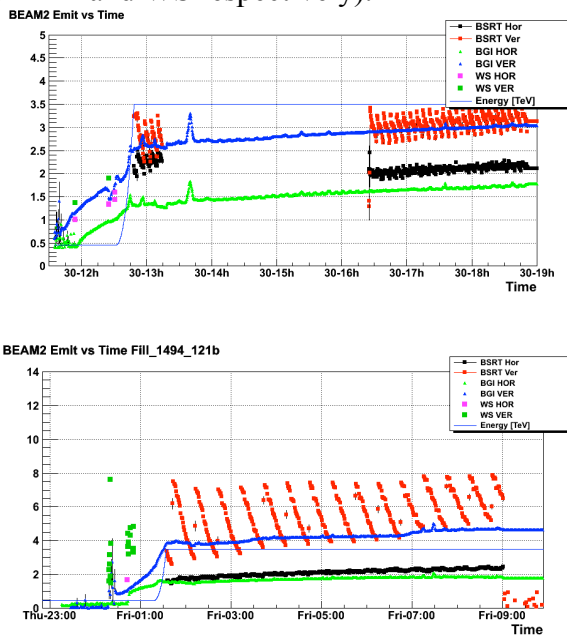 and WS respectively).
BEAM2 Emit vs Time
BSRT Hor
BSRT Ver
BGI HOR
BGI VER
WS HOR
WS VER
Energy [TeV]
5
4.5
4
3.5
3
2.5
2
1.5
1
0.5
0
30-12h 30-13h 30-14h 30-15h 30-16h 30-17h 30-18h 30-19h
Time
BEAM2 Emit vs Time Fill_1494_121b
BSRT Hor
BSRT Ver
BGI HOR
BGI VER
WS HOR
WS VER
Energy [TeV]
14
12
10
8
6
4
2
0
Thu-23:00 Fri-01:00 Fri-03:00 Fri-05:00 Fri-07:00 Fri-09:00
Time